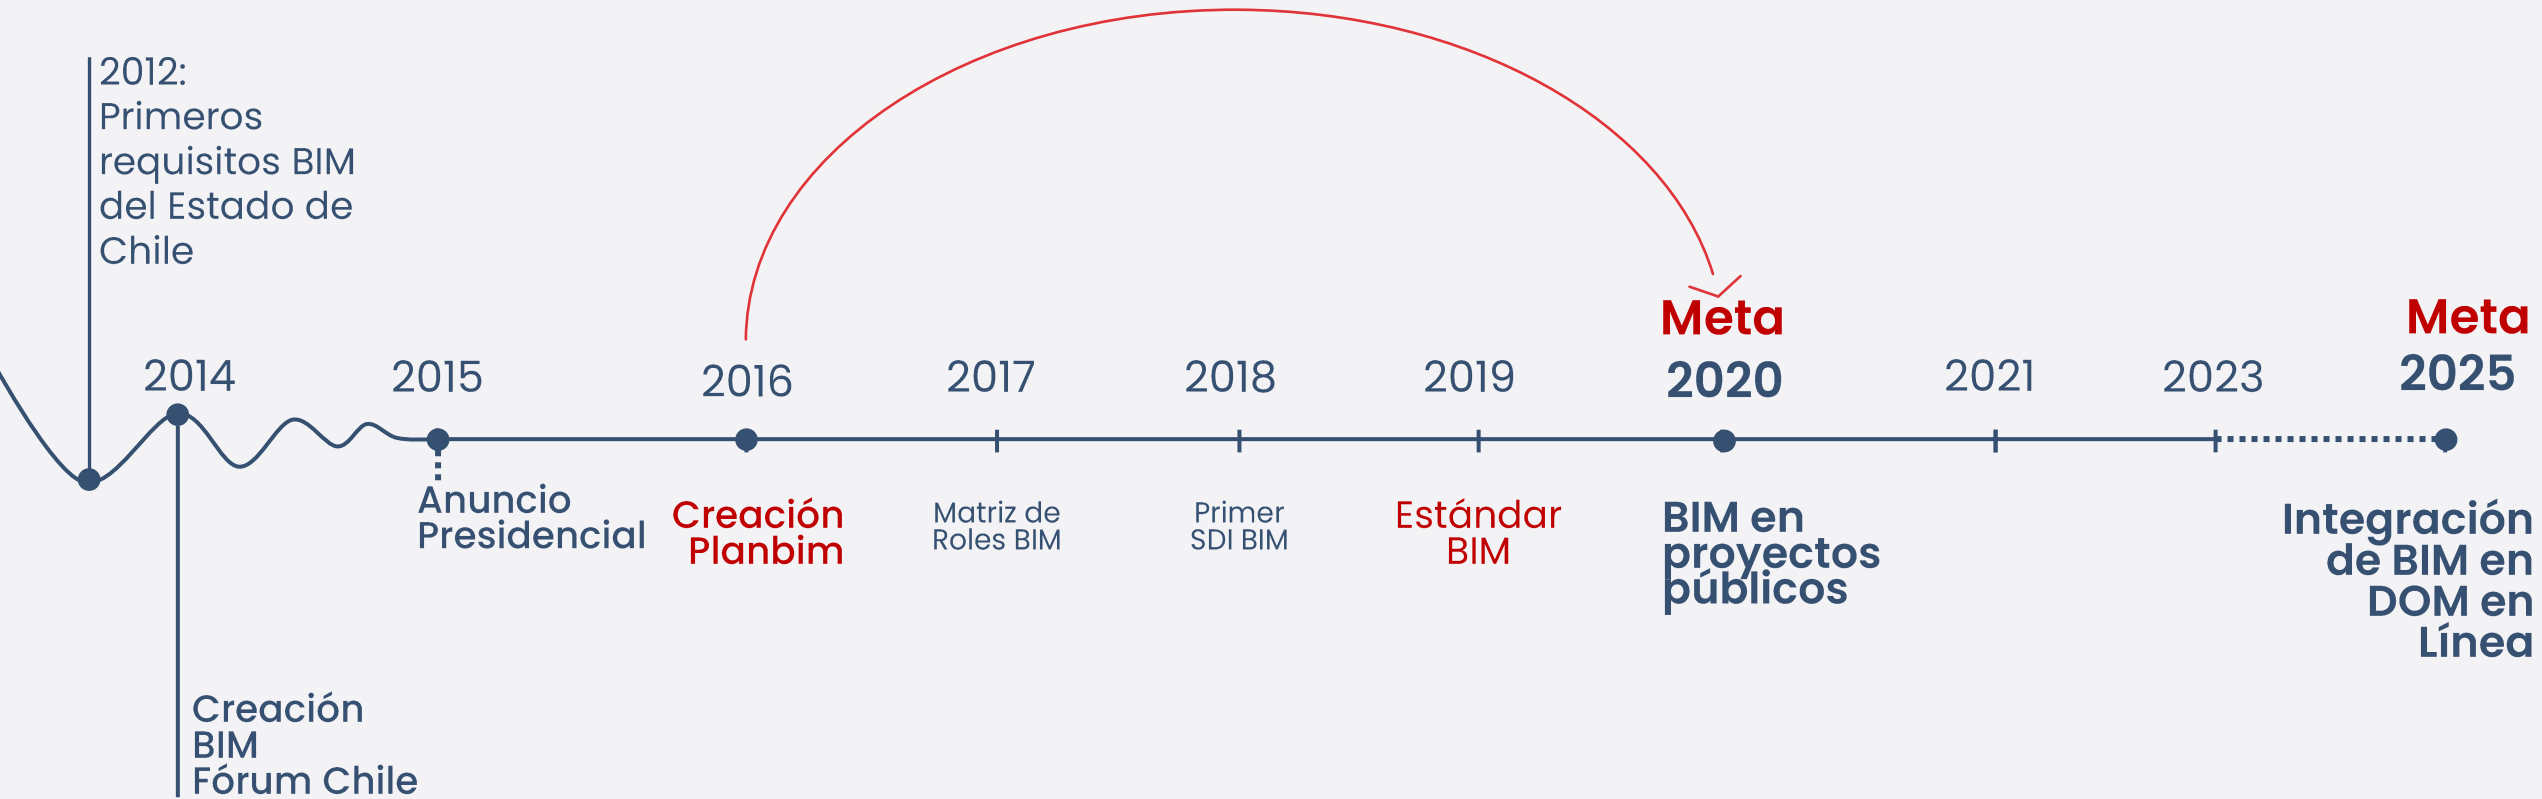 2012:
Primeros
requisitos BIM
del Estado de
Chile
2014
Creación
BIM
Fórum Chile
2015
Anuncio
Presidencial
2016
Creación
Planbim
2017
Matriz de
Roles BIM
2018
Primer
SDI BIM
2019
Estándar
BIM
Meta
2020
BIM en
proyectos
públicos
2021
2023
Meta
2025
Integración
de BIM en
DOM en
Línea